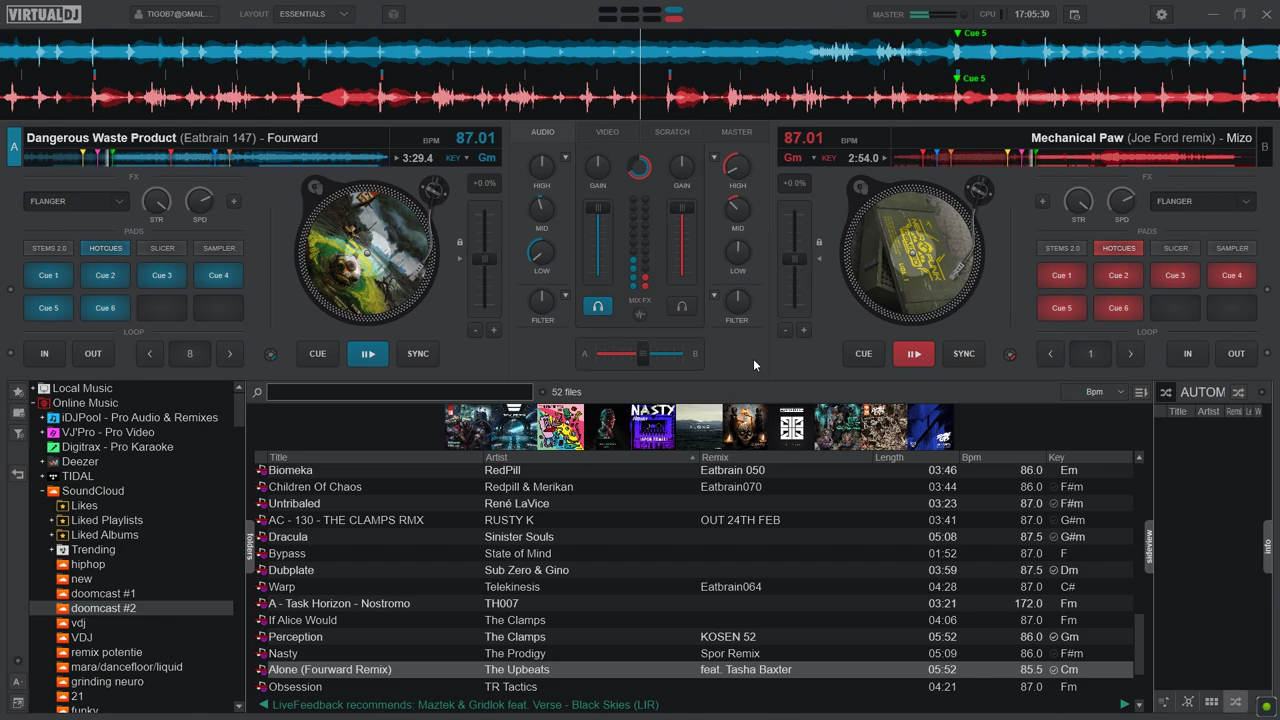 VIRTUALDJ
TIGOB7@GMAIL...
LAYOUT ESSENTIALS
MASTER
CPU
17:05:30
Cue 5
Cue 5
A
Dangerous Waste Product (Eatbrain 147) - Fourward
BPM 87.01
3:29.4 KEY Gm
AUDIO VIDEO SCRATCH MASTER
87.01 BPM
Mechanical Paw (Joe Ford remix) - Mizo
B
Gm KEY 2:54.0
FX
FLANGER
STR SPD
+0.0%
HIGH GAIN GAIN HIGH
MID MID
LOW LOW
MIX FX
FILTER FILTER
A B
+0.0%
FX
STR SPD
FLANGER
PADS
STEMS 2.0 HOTCUES SLICER SAMPLER
Cue 1 Cue 2 Cue 3 Cue 4
Cue 5 Cue 6
LOOP
IN OUT 8
CUE SYNC
PADS
STEMS 2.0 HOTCUES SLICER SAMPLER
Cue 1 Cue 2 Cue 3 Cue 4
Cue 5 Cue 6
LOOP
CUE SYNC
1 IN OUT
Local Music
Online Music
iDJPool - Pro Audio & Remixes
VJ'Pro - Pro Video
Digitrax - Pro Karaoke
Deezer
TIDAL
SoundCloud
Likes
Liked Playlists
Liked Albums
Trending
hiphop
new
doomcast #1
doomcast #2
vdj
VDJ
remix potentie
mara/dancefloor/liquid
grinding neuro
21
funky
folders
52 files
Bpm
NASTY
Title Artist Remix Length Bpm Key
Biomeka RedPill Eatbrain 050 03:46 86.0 Em
Children Of Chaos Redpill & Merikan Eatbrain070 03:44 86.0 F#m
Untribaled René LaVice 03:23 87.0 F#m
AC - 130 - THE CLAMPS RMX RUSTY K OUT 24TH FEB 03:41 87.0 G#m
Dracula Sinister Souls 05:08 87.5 G#m
Bypass State of Mind 01:52 87.0 F
Dubplate Sub Zero & Gino 03:59 87.5 Dm
Warp Telekinesis Eatbrain064 04:28 87.0 C#
A - Task Horizon - Nostromo TH007 03:21 172.0 Fm
If Alice Would The Clamps 04:06 87.0 Fm
Perception The Clamps KOSEN 52 05:52 86.0 Gm
Nasty The Prodigy Spor Remix 05:09 86.0 F#m
Alone (Fourward Remix) The Upbeats feat. Tasha Baxter 05:52 85.5 Cm
Obsession TR Tactics 04:21 87.0 Fm
LiveFeedback recommends: Maztek & Gridlok feat. Verse - Black Skies (LIR)
sideview
AUTOM
Title Artist Remi
info